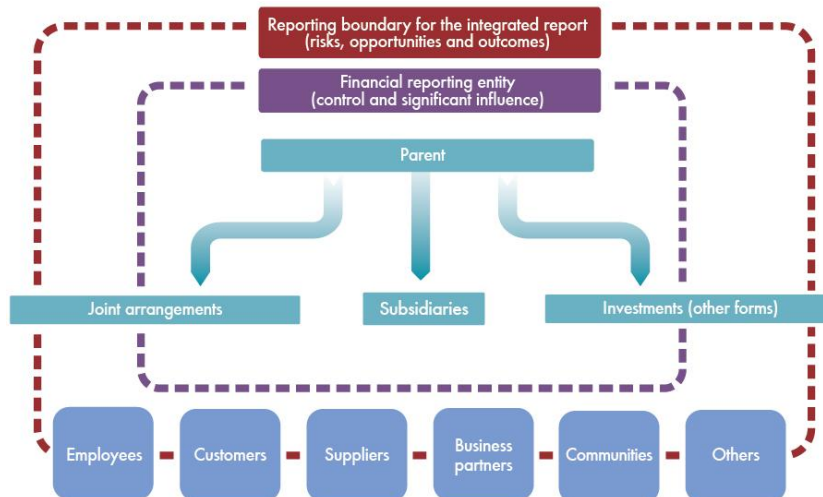 Reporting boundary for the integrated report
(risks, opportunities and outcomes)
Financial reporting entity
(control and significant influence)
Parent
Joint arrangements
Subsidiaries
Investments (other forms)
Employees
Customers
Suppliers
Business
partners
Communities
Others